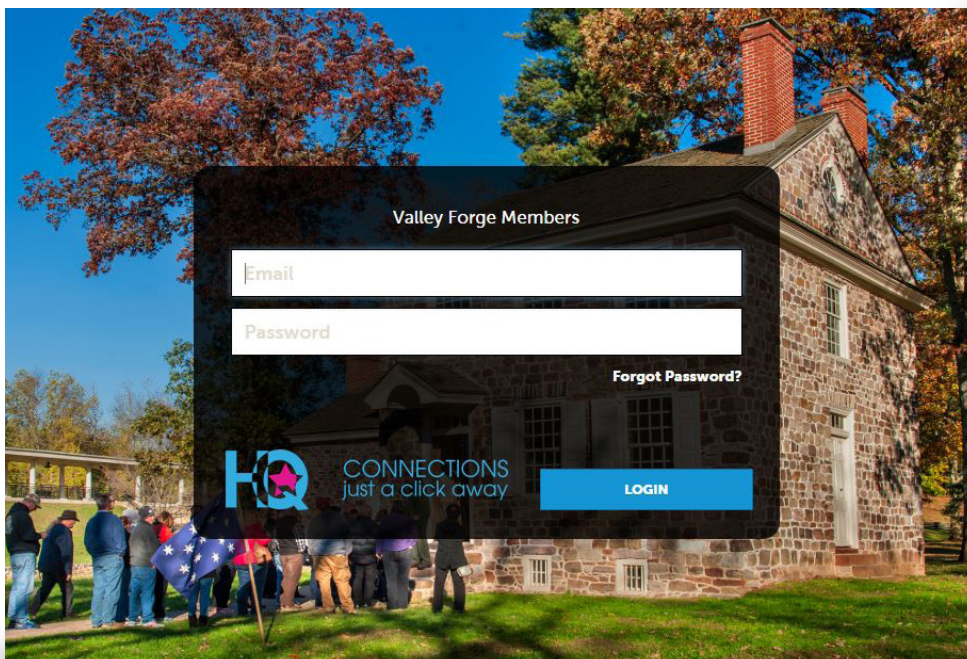 Valley Forge Members
Email
Password
Forgot Password?
HQ
CONNECTIONS
just a click away
LOGIN